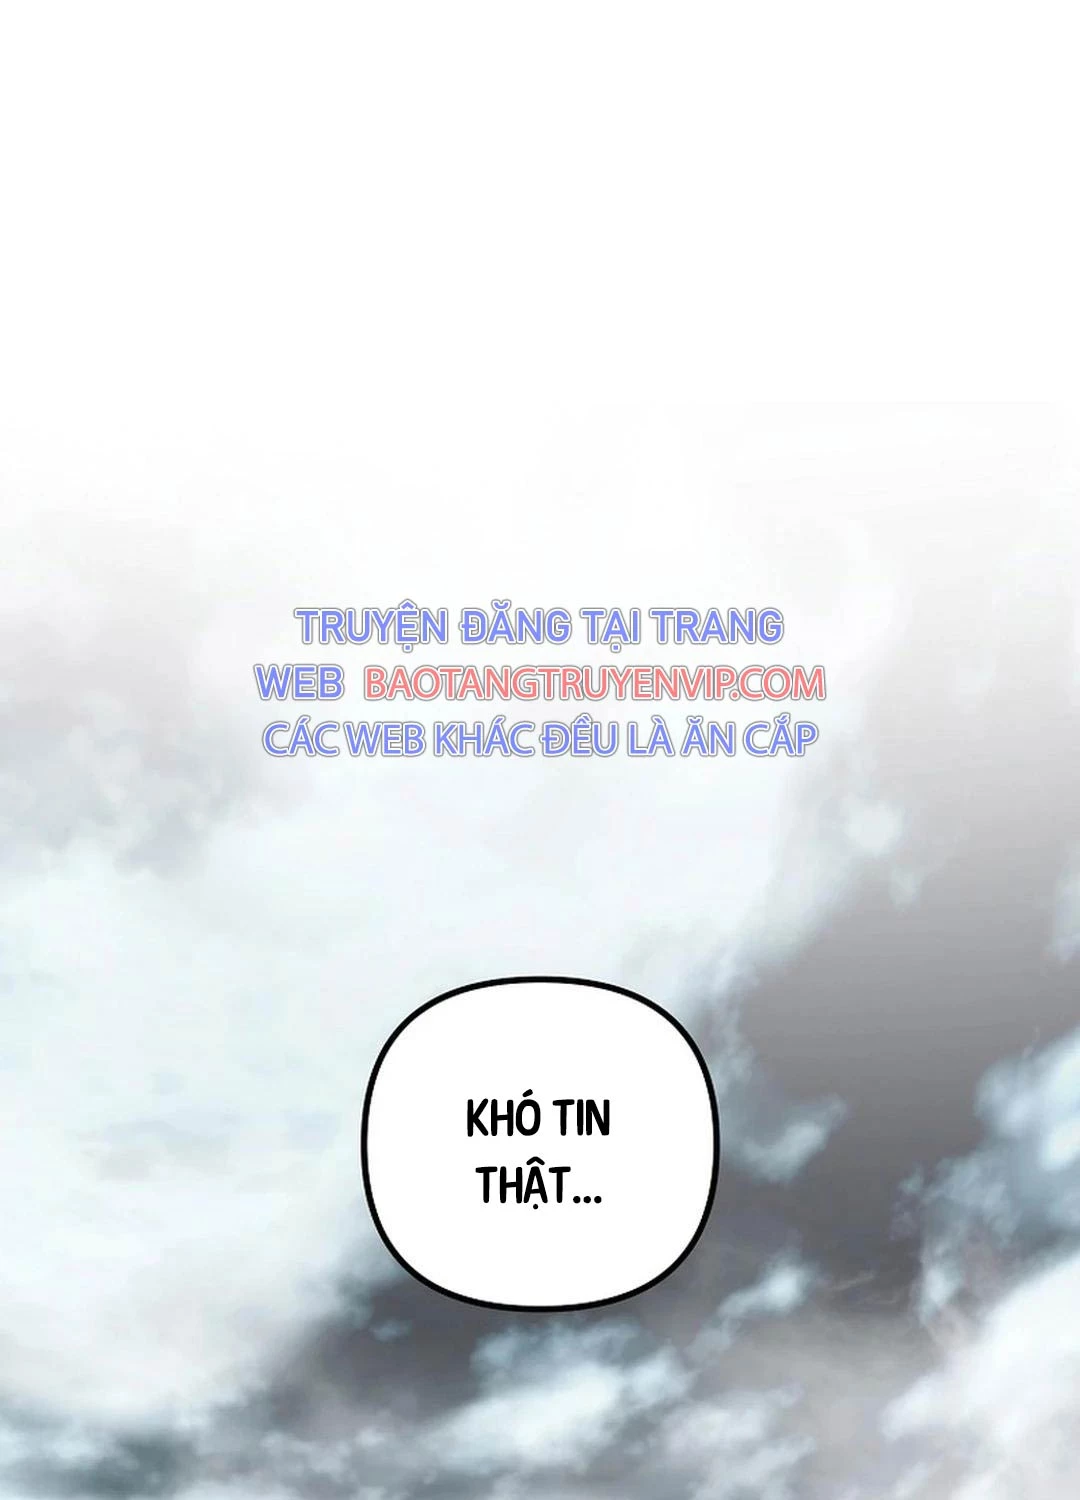 TRUYỆN ĐĂNG TẠI TRANG
WEB BAOTANGTRUYENVIP.COM
CÁC WEB KHÁC ĐỀU LÀ ĂN CẮP
KHÓ TIN
THẬT...